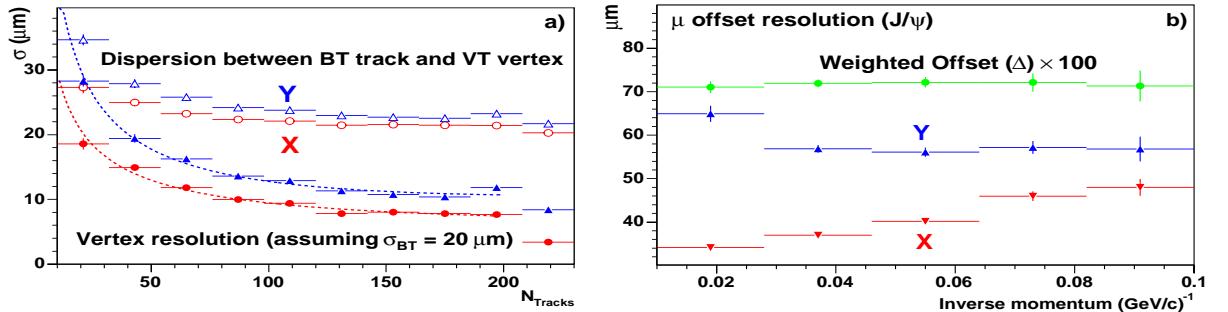 σ (μm)
a)
Dispersion between BT track and VT vertex
30
Y
20
X
10
Vertex resolution (assuming σBT = 20 μm)
0
50
100
150
200
NTracks
μm
μ offset resolution (J/ψ)
b)
90
Weighted Offset (Δ) × 100
80
70
60
Y
50
40
X
0.02
0.04
0.06
0.08
0.1
Inverse momentum (GeV/c)-1